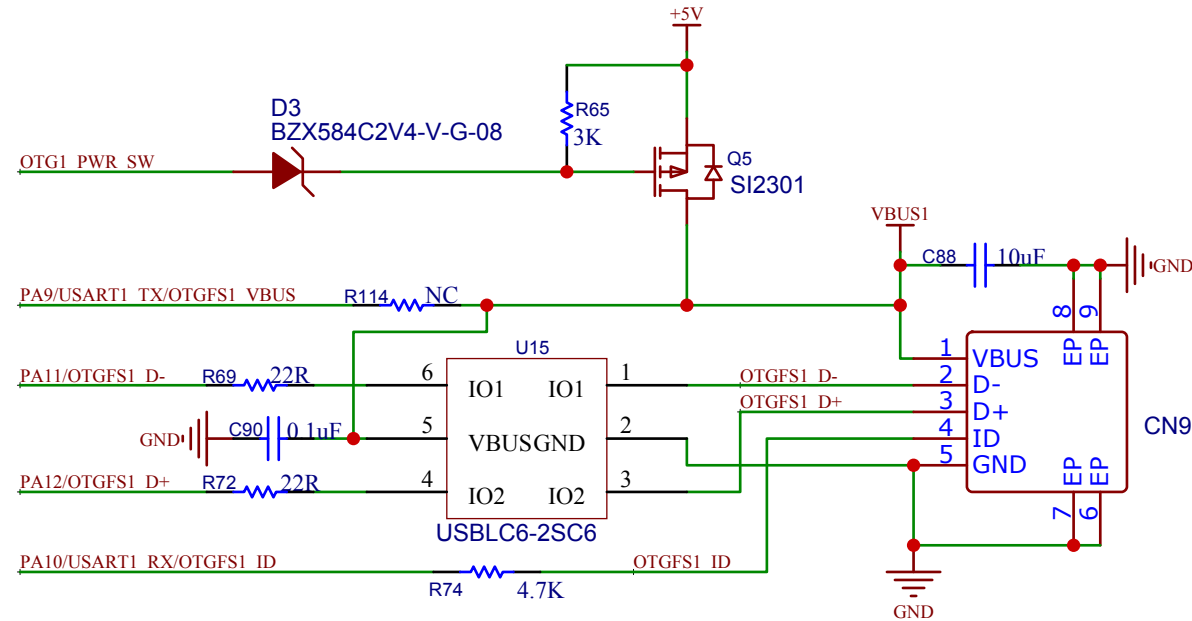 +5V
D3
BZX584C2V4-V-G-08
R65
3K
OTG1_PWR_SW
Q5
SI2301
VBUS1
C88 10uF
GND
PA9/USART1_TX/OTGFS1_VBUS
R114 NC
8 9
EP EP
U15
1 VBUS
PA11/OTGFS1_D-
R69 22R
6 IO1 IO1 1
OTGFS1_D-
2 D-
OTGFS1_D+
3 D+
GND
C90 0.1uF
5 VBUS GND 2
4 ID
CN9
5 GND
PA12/OTGFS1_D+
R72 22R
4 IO2 IO2 3
EP EP
7 6
USBLC6-2SC6
PA10/USART1_RX/OTGFS1_ID
R74 4.7K
OTGFS1_ID
GND